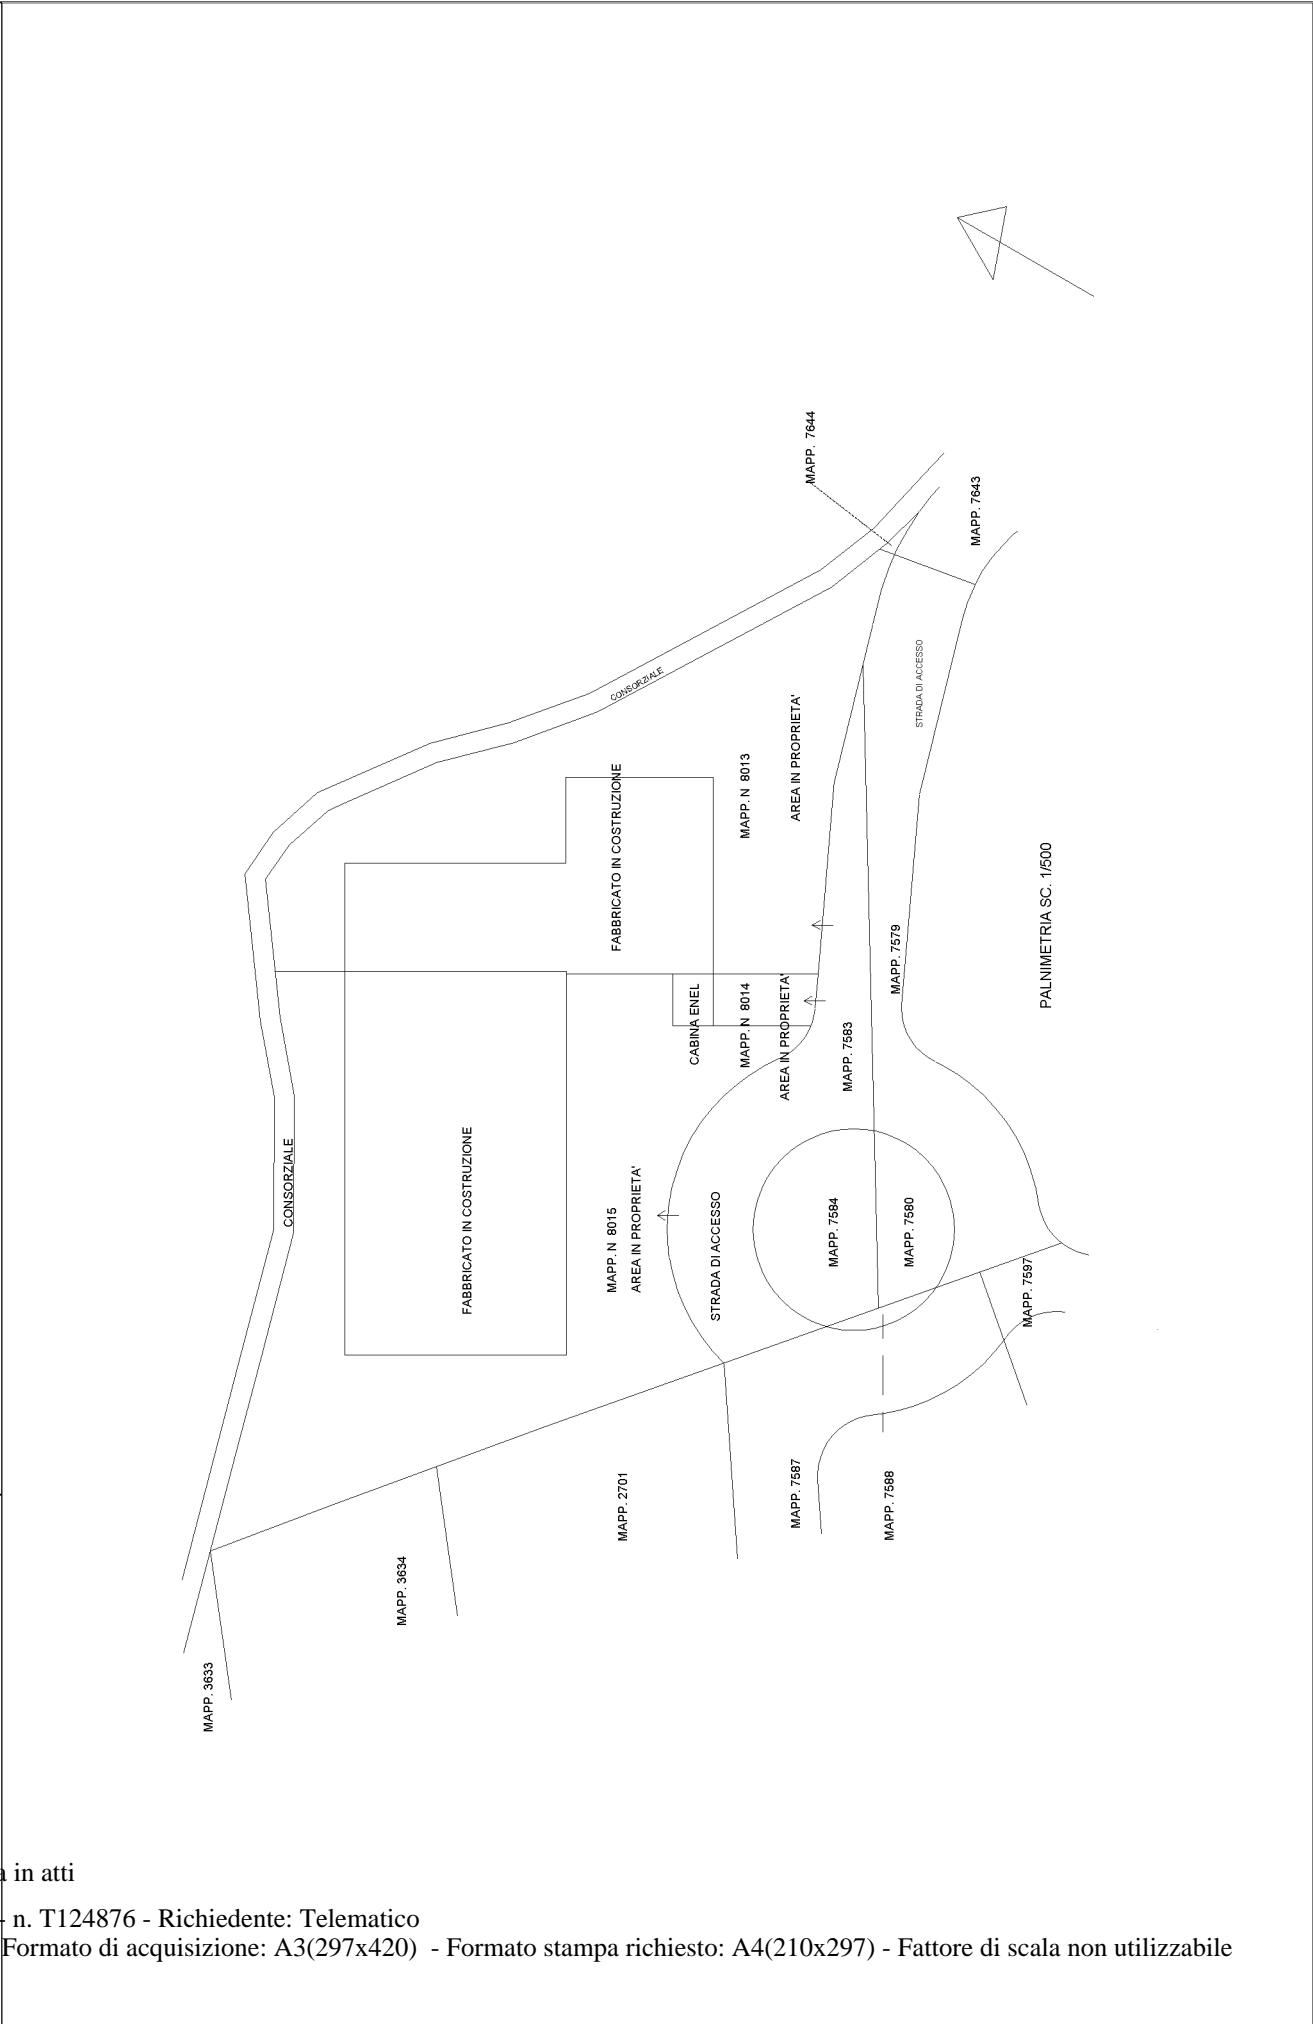 MAPP. 7644
MAPP. 7643
STRADA DI ACCESSO
CONSORZIALE
AREA IN PROPRIETA'
MAPP. N 8013
FABBRICATO IN COSTRUZIONE
PALNIMETRIA SC. 1/500
MAPP. 7579
CABINA ENEL
MAPP. N 8014
AREA IN PROPRIETA'
MAPP. 7583
CONSORZIALE
FABBRICATO IN COSTRUZIONE
MAPP. N 8015
AREA IN PROPRIETA'
STRADA DI ACCESSO
MAPP. 7584
MAPP. 7580
MAPP. 7597
MAPP. 2701
MAPP. 7587
MAPP. 7588
MAPP. 3634
MAPP. 3633
a in atti
- n. T124876 - Richiedente: Telematico
Formato di acquisizione: A3(297x420) - Formato stampa richiesto: A4(210x297) - Fattore di scala non utilizzabile